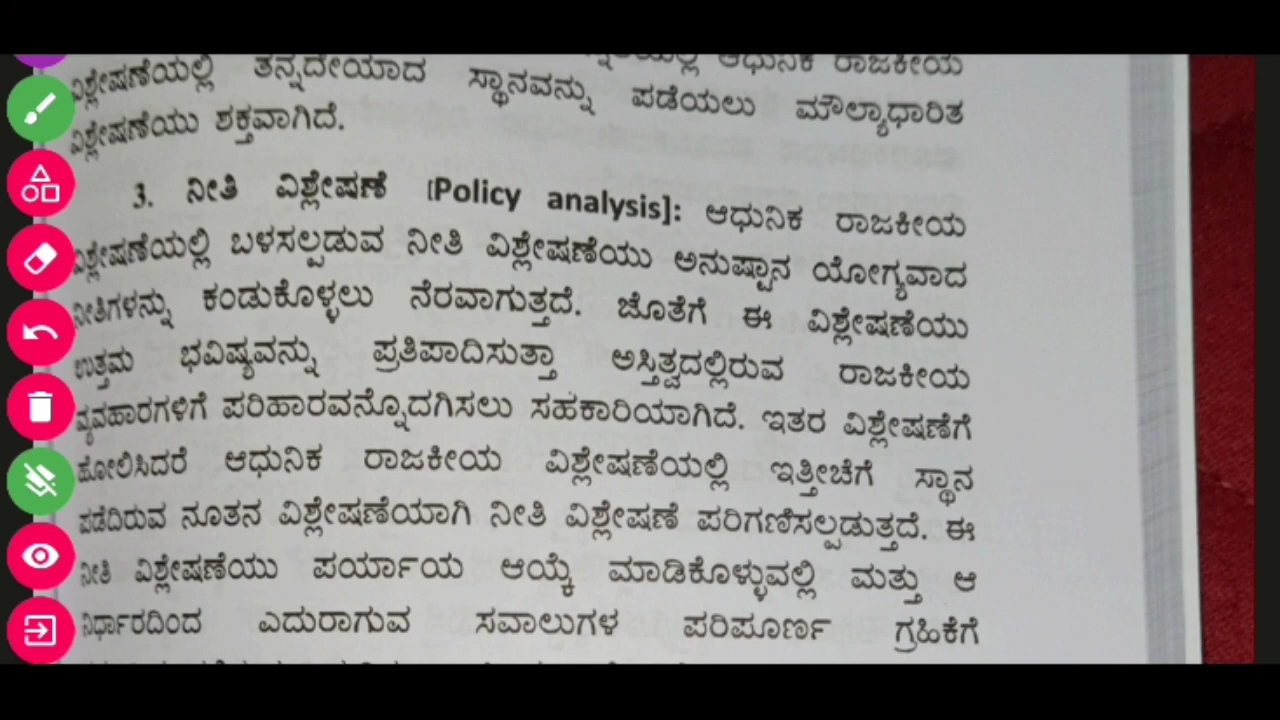 ಆಧುನಿಕ ರಾಜಕೀಯ
ವಿಶ್ಲೇಷಣೆಯಲ್ಲಿ ತನ್ನದೇಯಾದ ಸ್ಥಾನವನ್ನು ಪಡೆಯಲು ಮೌಲ್ಯಾಧಾರಿತ
ವಿಶ್ಲೇಷಣೆಯು ಶಕ್ತವಾಗಿದೆ.
3. ನೀತಿ ವಿಶ್ಲೇಷಣೆ [Policy analysis]: ಆಧುನಿಕ ರಾಜಕೀಯ
ವಿಶ್ಲೇಷಣೆಯಲ್ಲಿ ಬಳಸಲ್ಪಡುವ ನೀತಿ ವಿಶ್ಲೇಷಣೆಯು ಅನುಷ್ಠಾನ ಯೋಗ್ಯವಾದ
ನೀತಿಗಳನ್ನು ಕಂಡುಕೊಳ್ಳಲು ನೆರವಾಗುತ್ತದೆ. ಜೊತೆಗೆ ಈ ವಿಶ್ಲೇಷಣೆಯು
ಉತ್ತಮ ಭವಿಷ್ಯವನ್ನು ಪ್ರತಿಪಾದಿಸುತ್ತಾ ಅಸ್ತಿತ್ವದಲ್ಲಿರುವ ರಾಜಕೀಯ
ವ್ಯವಹಾರಗಳಿಗೆ ಪರಿಹಾರವನ್ನೊದಗಿಸಲು ಸಹಕಾರಿಯಾಗಿದೆ. ಇತರ ವಿಶ್ಲೇಷಣೆಗೆ
ಹೋಲಿಸಿದರೆ ಆಧುನಿಕ ರಾಜಕೀಯ ವಿಶ್ಲೇಷಣೆಯಲ್ಲಿ ಇತ್ತೀಚೆಗೆ ಸ್ಥಾನ
ಪಡೆದಿರುವ ನೂತನ ವಿಶ್ಲೇಷಣೆಯಾಗಿ ನೀತಿ ವಿಶ್ಲೇಷಣೆ ಪರಿಗಣಿಸಲ್ಪಡುತ್ತದೆ. ಈ
ನೀತಿ ವಿಶ್ಲೇಷಣೆಯು ಪರ್ಯಾಯ ಆಯ್ಕೆ ಮಾಡಿಕೊಳ್ಳುವಲ್ಲಿ ಮತ್ತು ಆ
ನಿರ್ಧಾರದಿಂದ ಎದುರಾಗುವ ಸವಾಲುಗಳ ಪರಿಪೂರ್ಣ ಗ್ರಹಿಕೆಗೆ